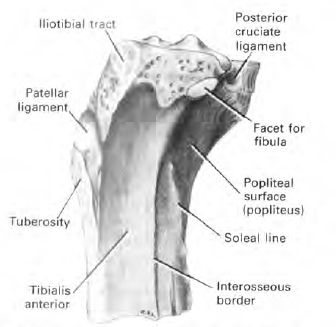 Iliotibial tract
Posterior
cruciate
ligament
Patellar
ligament
Facet for
fibula
Popliteal
surface
(popliteus)
Tuberosity
Soleal line
Tibialis
anterior
Interosseous
border